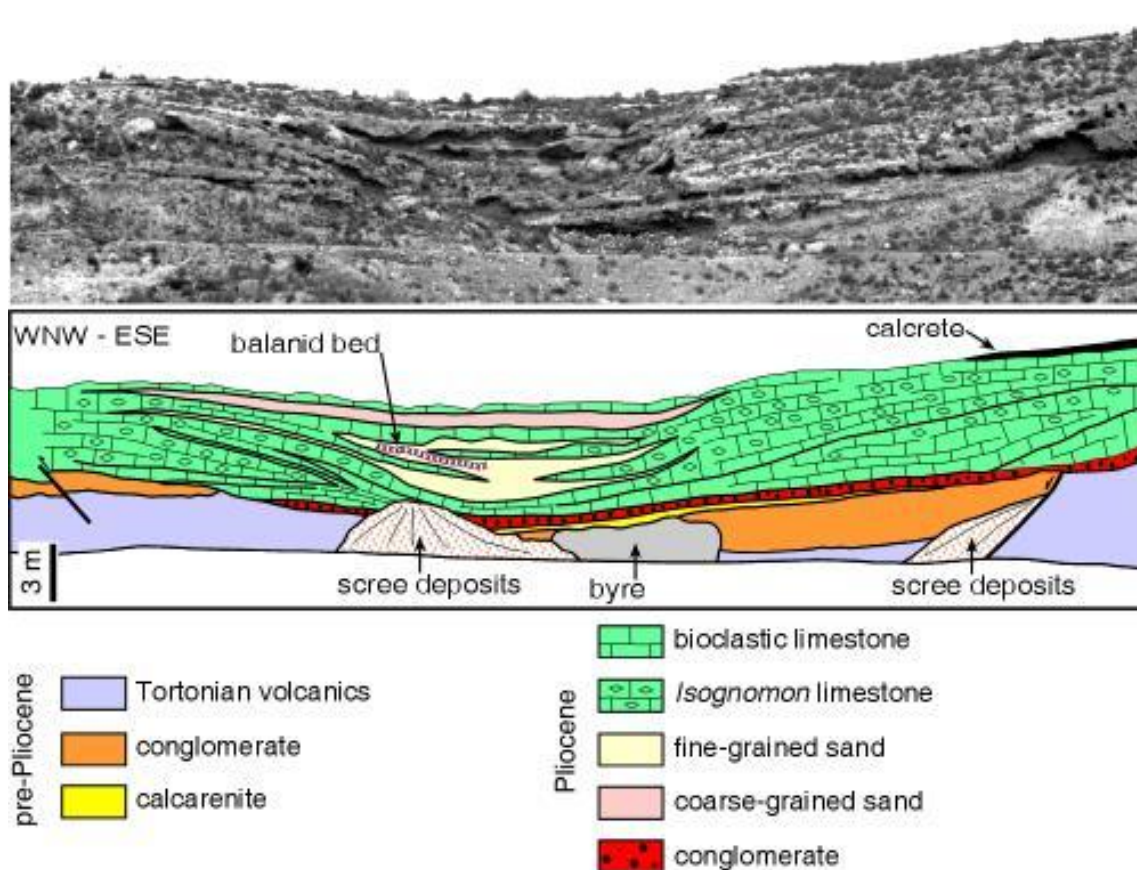 WNW - ESE
balanid bed
calcrete
3 m
scree deposits
byre
scree deposits
pre-Pliocene
Tortonian volcanics
conglomerate
calcarenite
Pliocene
bioclastic limestone
Isognomon limestone
fine-grained sand
coarse-grained sand
conglomerate